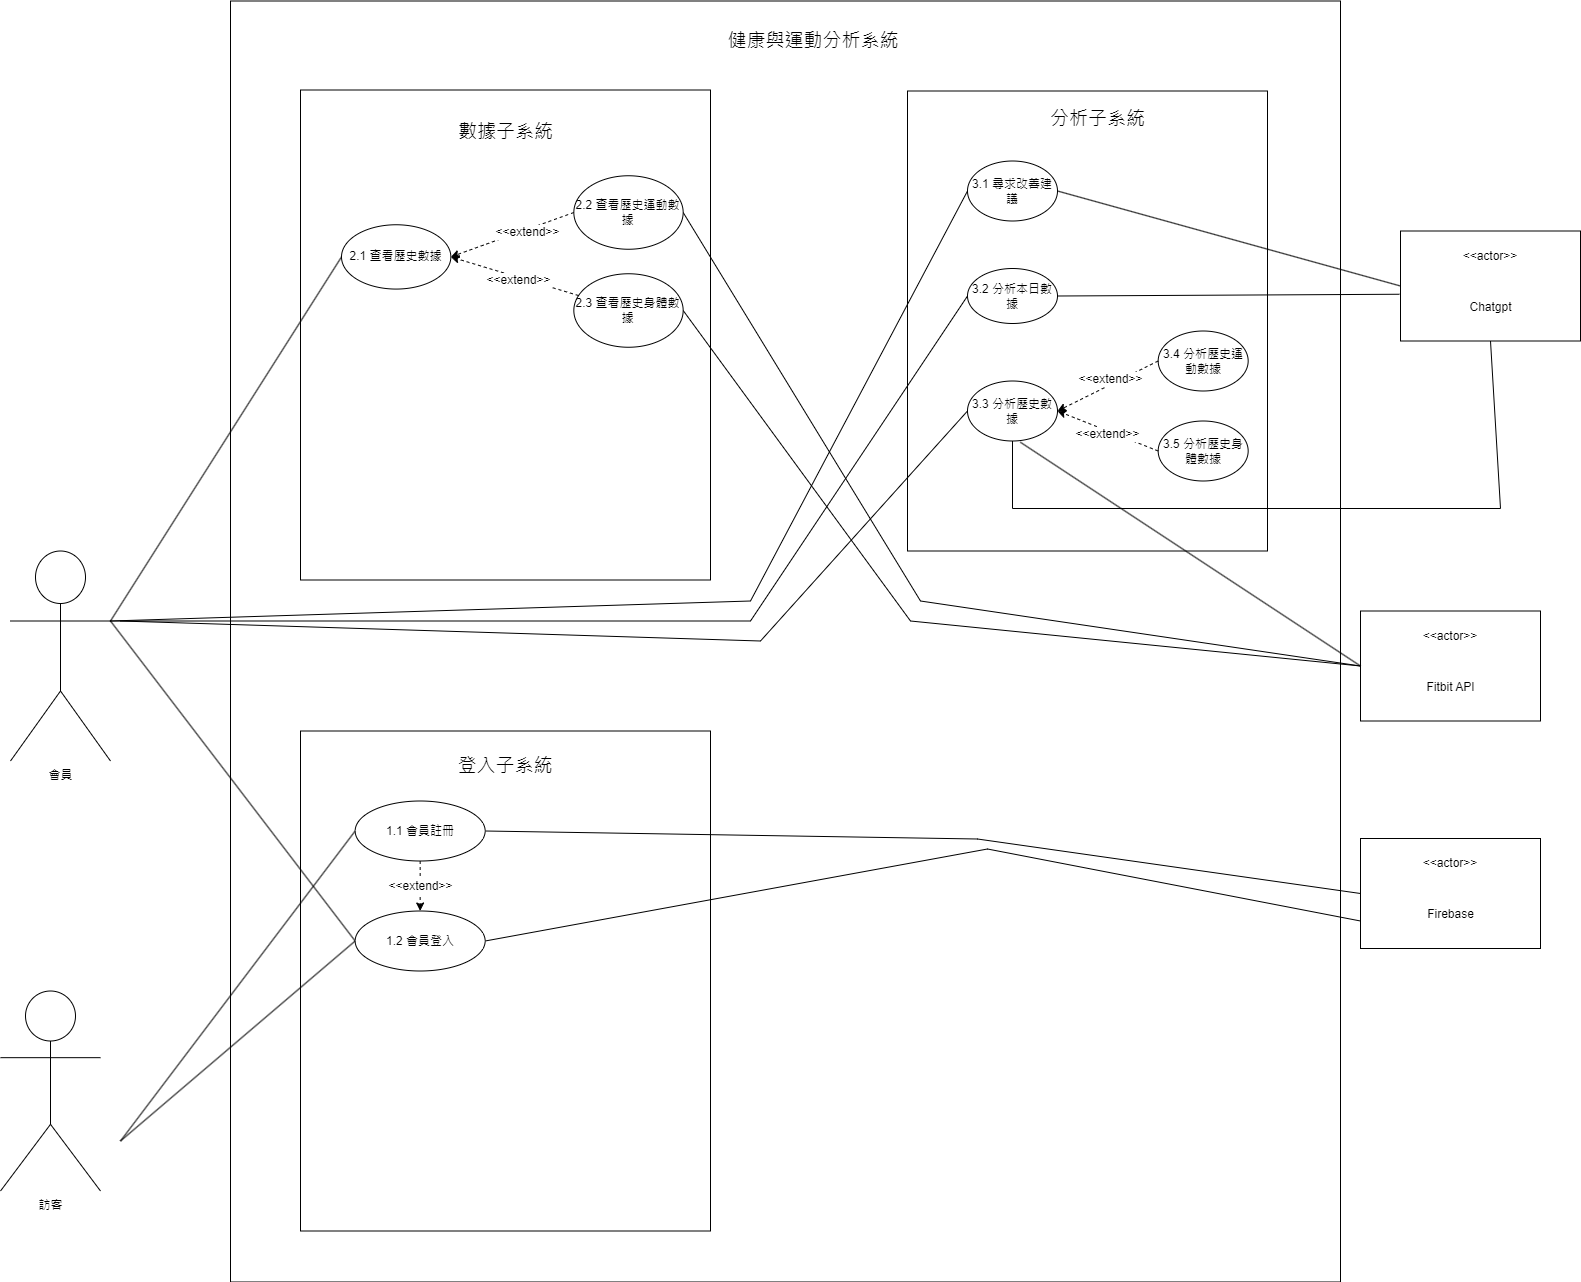 健康與運動分析系統
數據子系統
2.1 查看歷史數據
<<extend>>
<<extend>>
2.2 查看歷史運動數
據
2.3 查看歷史身體數
據
分析子系統
3.1 尋求改善建
議
3.2 分析本日數
據
3.3 分析歷史數
據
<<extend>>
<<extend>>
3.4 分析歷史運
動數據
3.5 分析歷史身
體數據
<<actor>>
Chatgpt
<<actor>>
Fitbit API
會員
登入子系統
1.1 會員註冊
<<extend>>
1.2 會員登入
<<actor>>
Firebase
訪客